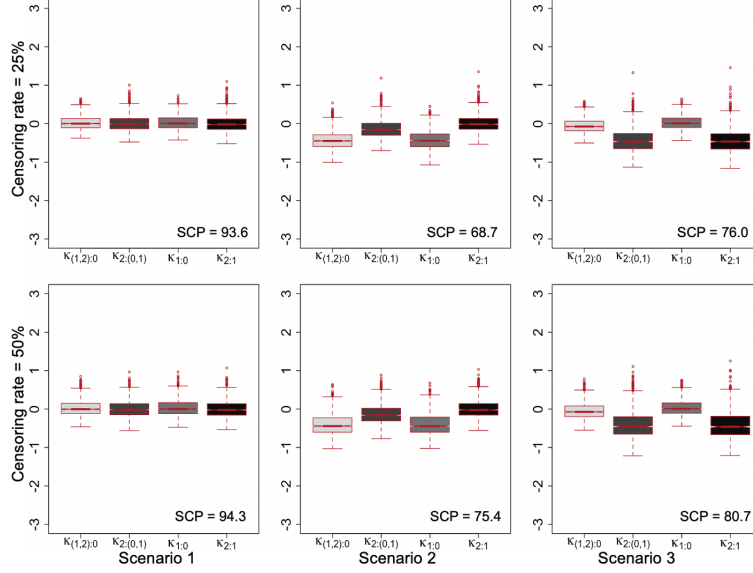 Censoring rate = 25%
3
2
1
0
-1
-2
-3
SCP = 93.6
κ(1,2):0 κ2:(0,1) κ1:0 κ2:1
3
2
1
0
-1
-2
-3
SCP = 68.7
κ(1,2):0 κ2:(0,1) κ1:0 κ2:1
3
2
1
0
-1
-2
-3
SCP = 76.0
κ(1,2):0 κ2:(0,1) κ1:0 κ2:1
Censoring rate = 50%
3
2
1
0
-1
-2
-3
SCP = 94.3
κ(1,2):0 κ2:(0,1) κ1:0 κ2:1
Scenario 1
3
2
1
0
-1
-2
-3
SCP = 75.4
κ(1,2):0 κ2:(0,1) κ1:0 κ2:1
Scenario 2
3
2
1
0
-1
-2
-3
SCP = 80.7
κ(1,2):0 κ2:(0,1) κ1:0 κ2:1
Scenario 3